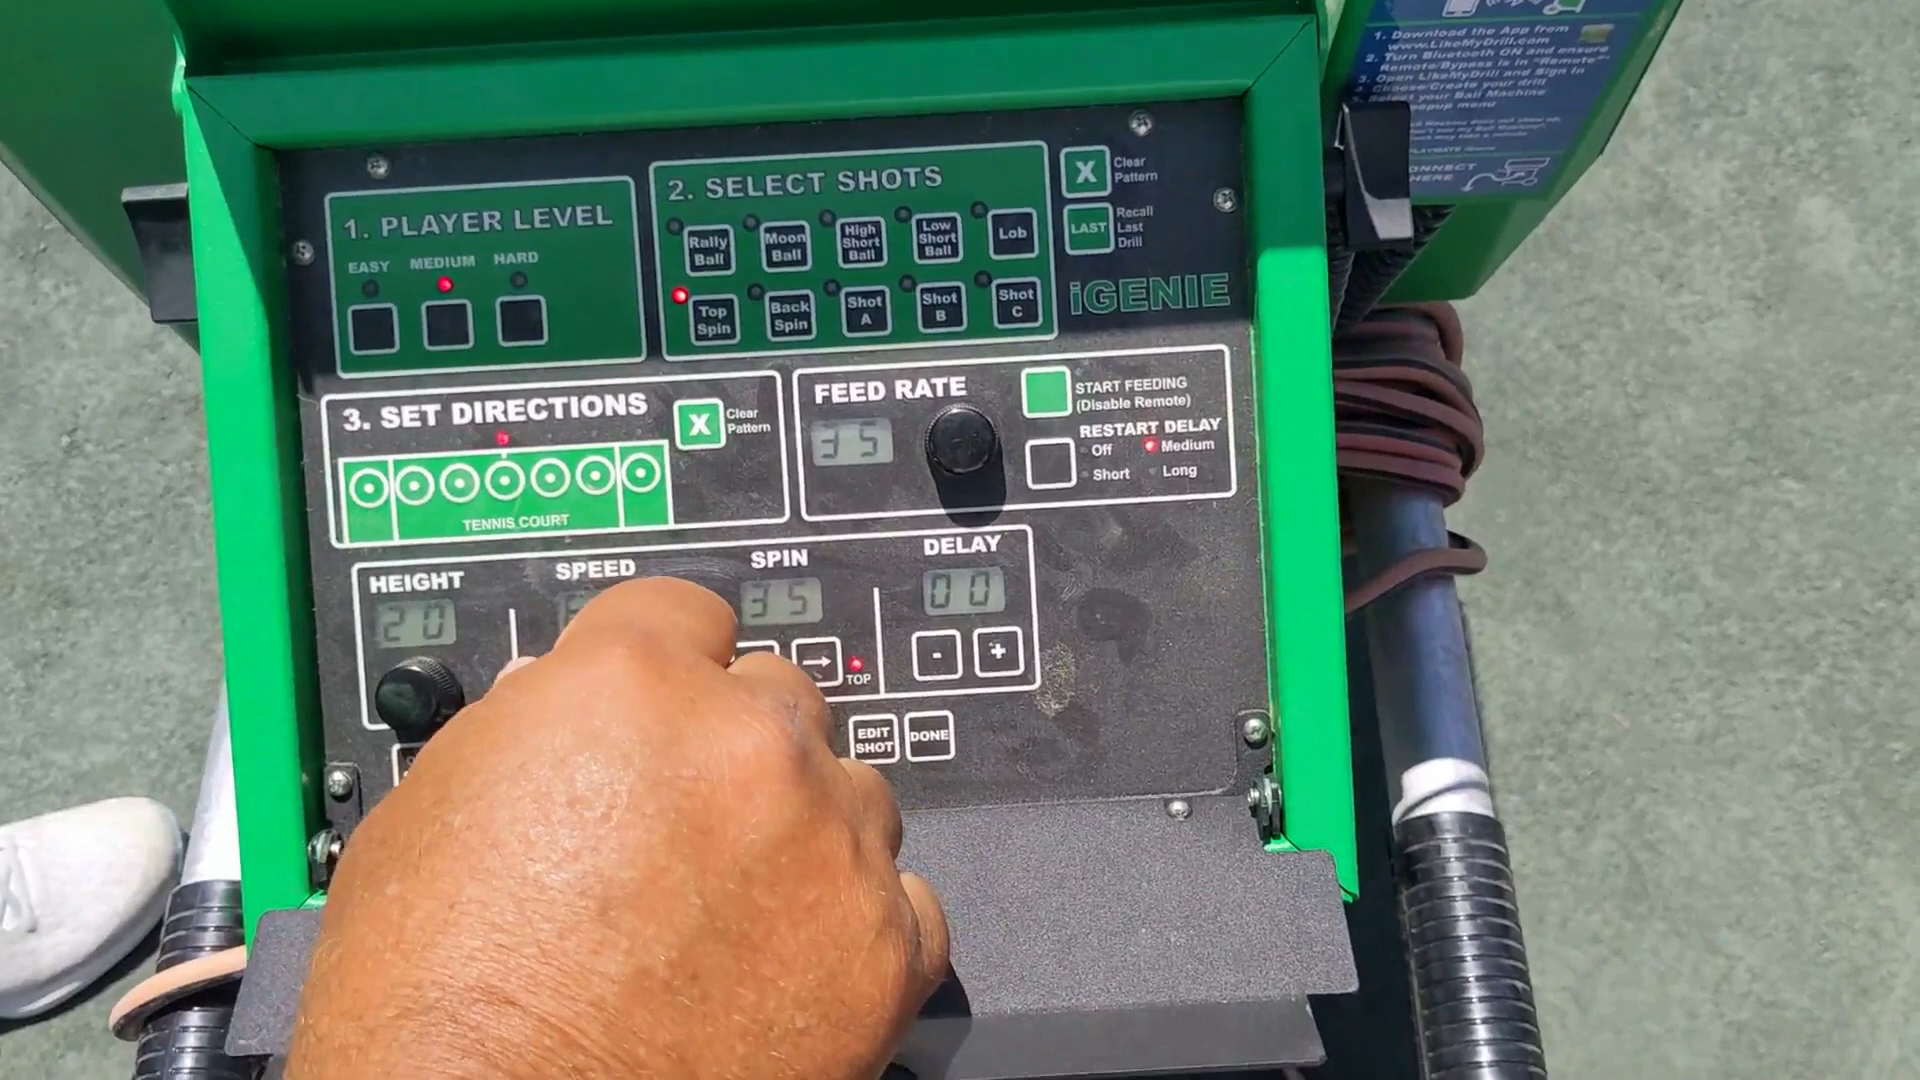 1. Download the App from
www.LikeMyDrill.com
2. Turn Bluetooth ON and ensure
Remote/Bypass is in "Remote"
3. Open LikeMyDrill and Sign In
Choose/Create your drill
Select your Ball Machine
popup menu
HERE
1. PLAYER LEVEL
EASY
MEDIUM
HARD
2. SELECT SHOTS
Rally
Ball
Moon
Ball
High
Short
Ball
Low
Short
Ball
Lob
Top
Spin
Back
Spin
Shot
A
Shot
B
Shot
C
X
Clear
Pattern
LAST
Recall
Last
Drill
iGENIE
3. SET DIRECTIONS
X
Clear
Pattern
TENNIS COURT
FEED RATE
35
START FEEDING
(Disable Remote)
RESTART DELAY
Off
Medium
Short
Long
HEIGHT
20
SPEED
SPIN
35
TOP
DELAY
00
-
+
EDIT
SHOT
DONE